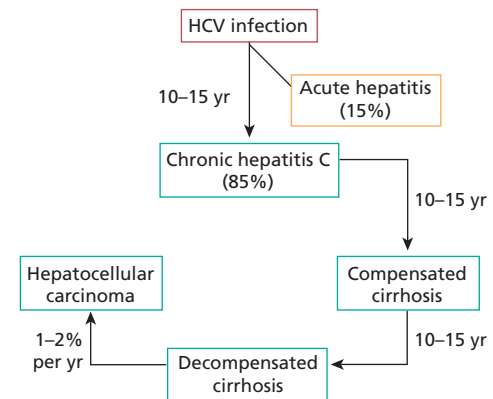 HCV infection
Acute hepatitis
(15%)
10–15 yr
Chronic hepatitis C
(85%)
10–15 yr
Compensated
cirrhosis
10–15 yr
Decompensated
cirrhosis
1–2%
per yr
Hepatocellular
carcinoma